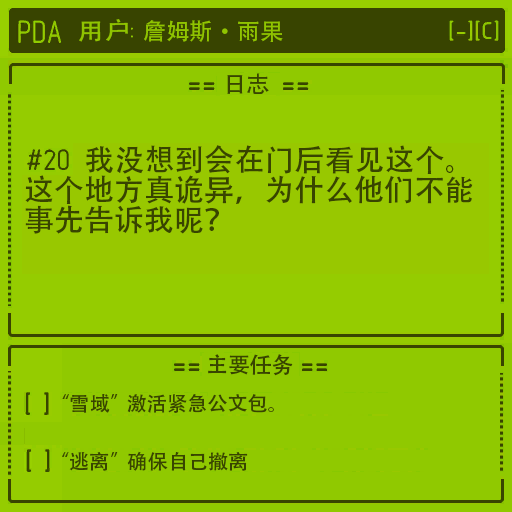 PDA 用户: 詹姆斯·雨果 [-][C]
== 日志 ==
#20 我没想到会在门后看见这个。
这个地方真诡异，为什么他们不能
事先告诉我呢？
== 主要任务 ==
[ ] “雪域” 激活紧急公文包。
[ ] “逃离” 确保自己撤离